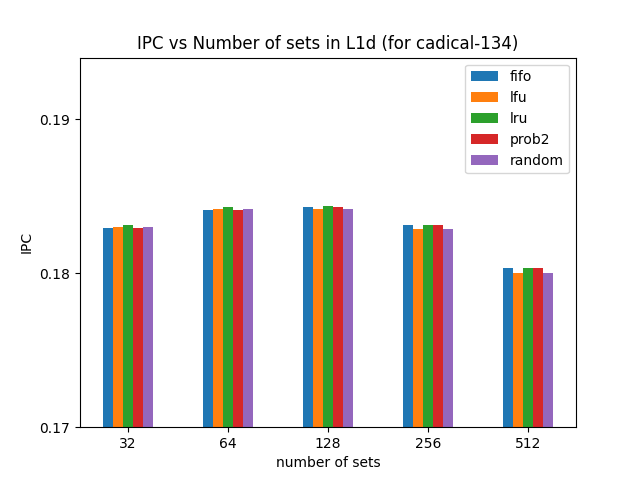 IPC vs Number of sets in L1d (for cadical-134)
fifo
lfu
lru
prob2
random
IPC
0.19
0.18
0.17
32 64 128 256 512
number of sets